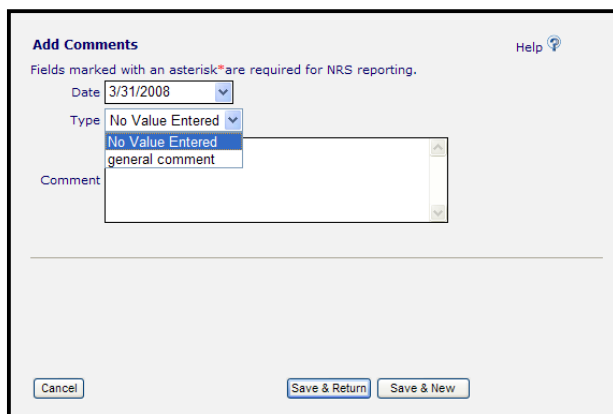 Add Comments
Help
Fields marked with an asterisk*are required for NRS reporting.
Date 3/31/2008
Type No Value Entered
No Value Entered
general comment
Comment
Cancel Save & Return Save & New